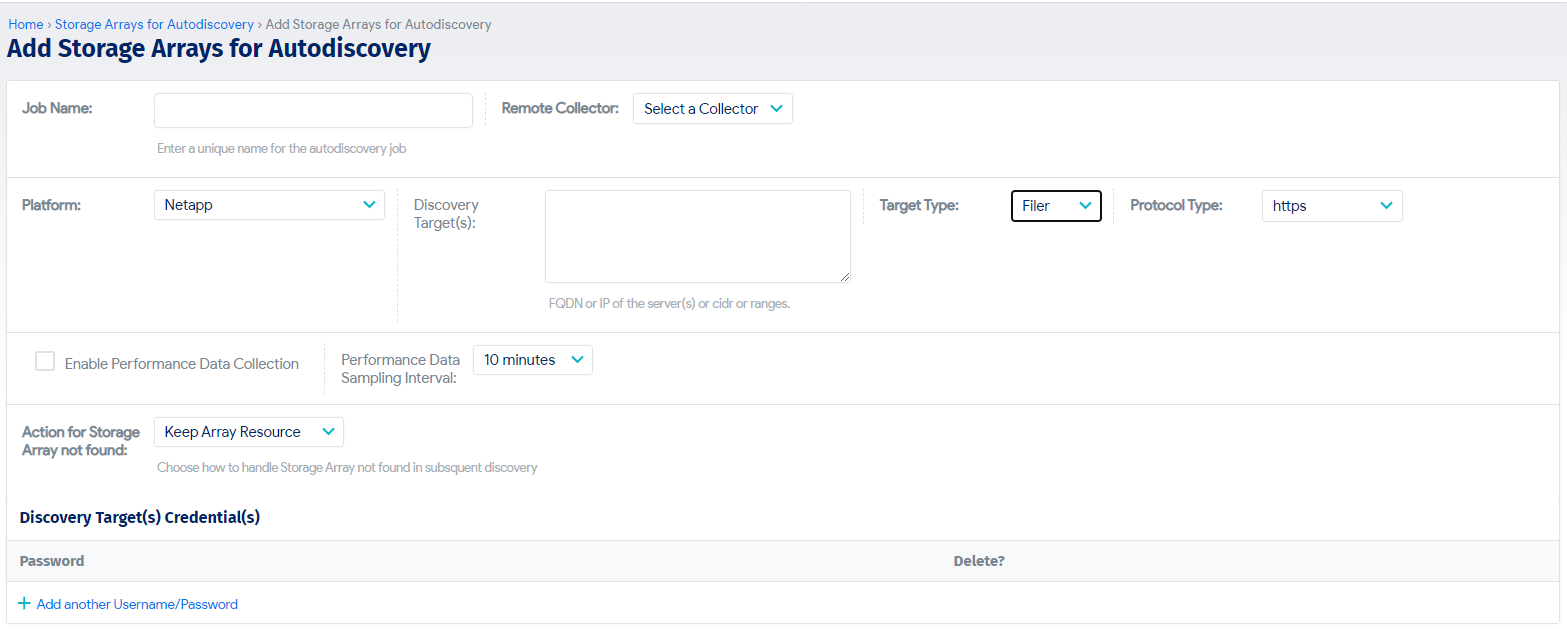 Home › Storage Arrays for Autodiscovery › Add Storage Arrays for Autodiscovery
Add Storage Arrays for Autodiscovery
Job Name:
Remote Collector: Select a Collector
Enter a unique name for the autodiscovery job
Platform: Netapp
Discovery
Target(s):
FQDN or IP of the server(s) or cidr or ranges.
Target Type: Filer
Protocol Type: https
Enable Performance Data Collection
Performance Data
Sampling Interval:
10 minutes
Action for Storage
Array not found:
Keep Array Resource
Choose how to handle Storage Array not found in subsquent discovery
Discovery Target(s) Credential(s)
Password Delete?
+ Add another Username/Password